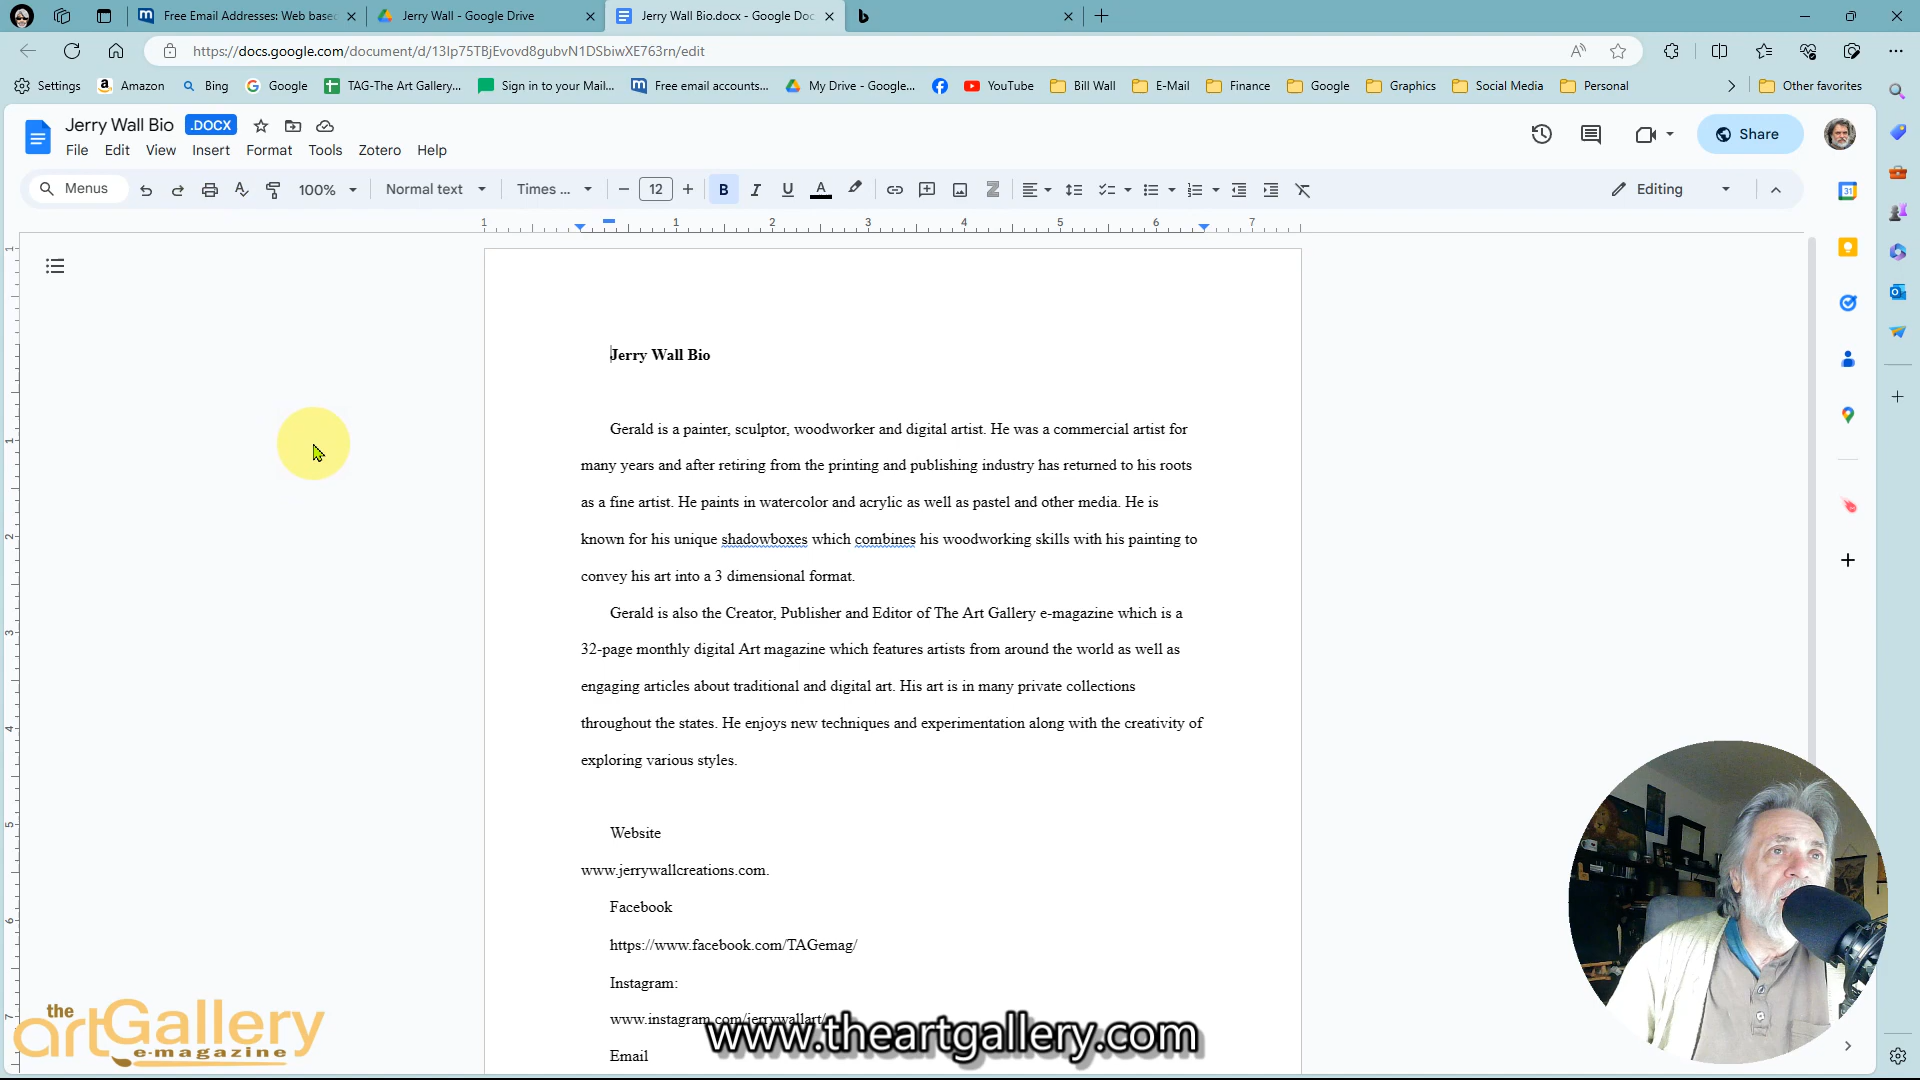 Free Email Addresses: Web base
Jerry Wall - Google Drive
Jerry Wall Bio.docx - Google Doc
https://docs.google.com/document/d/13Ip75TBjEvovd8gubvN1DSbiwXE763rn/edit
Settings
Amazon
Bing
Google
TAG-The Art Gallery...
Sign in to your Mail...
Free email accounts...
My Drive - Google...
YouTube
Bill Wall
E-Mail
Finance
Google
Graphics
Social Media
Personal
Other favorites
Jerry Wall Bio .DOCX
File Edit View Insert Format Tools Zotero Help
Share
Menus
100%
Normal text
Times ...
12
Editing
1 1 2 3 4 5 6 7
Jerry Wall Bio
Gerald is a painter, sculptor, woodworker and digital artist. He was a commercial artist for
many years and after retiring from the printing and publishing industry has returned to his roots
as a fine artist. He paints in watercolor and acrylic as well as pastel and other media. He is
known for his unique shadowboxes which combines his woodworking skills with his painting to
convey his art into a 3 dimensional format.
Gerald is also the Creator, Publisher and Editor of The Art Gallery e-magazine which is a
32-page monthly digital Art magazine which features artists from around the world as well as
engaging articles about traditional and digital art. His art is in many private collections
throughout the states. He enjoys new techniques and experimentation along with the creativity of
exploring various styles.
Website
www.jerrywallcreations.com.
Facebook
https://www.facebook.com/TAGemag/
Instagram:
www.instagram.com/jerrywallart/
Email
the
artGallery
e-magazine
www.theartgallery.com